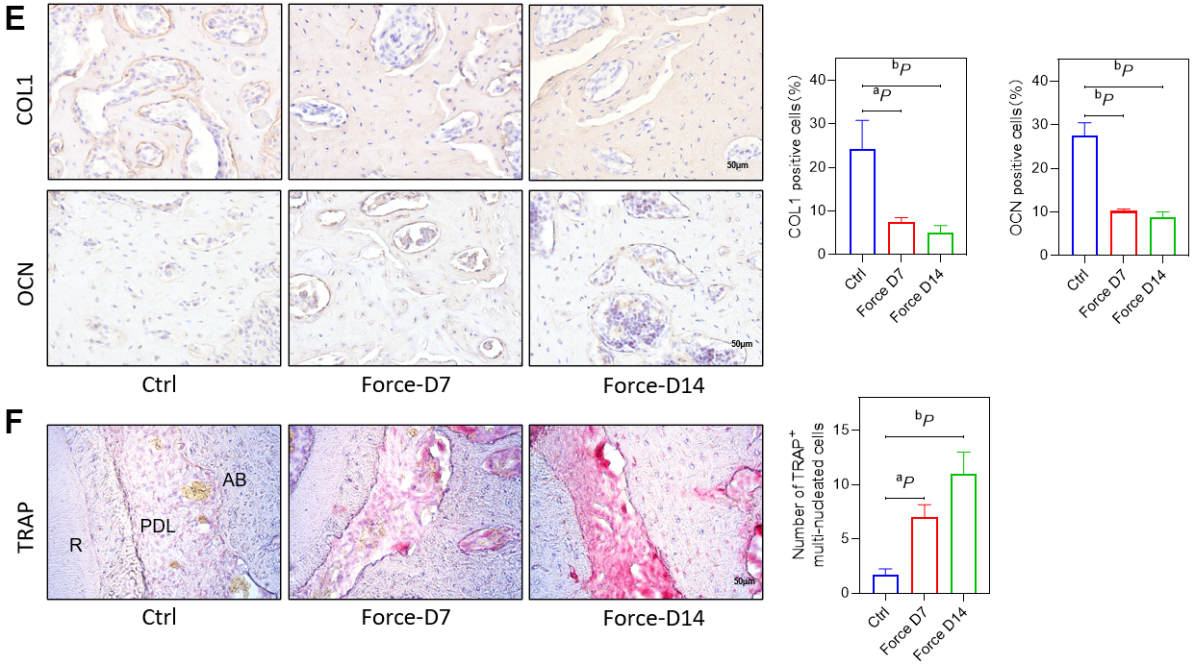 E
COL1
50μm
OCN
50μm
Ctrl
Force-D7
Force-D14
COL1 positive cells(%)
40
30
20
10
0
bP
aP
Ctrl
Force D7
Force D14
OCN positive cells(%)
40
30
20
10
0
bP
bP
Ctrl
Force D7
Force D14
F
TRAP
R
PDL
AB
50μm
Ctrl
Force-D7
Force-D14
Number of TRAP+
multi-nudeated cells
15
10
5
0
bP
aP
Ctrl
Force D7
Force D14